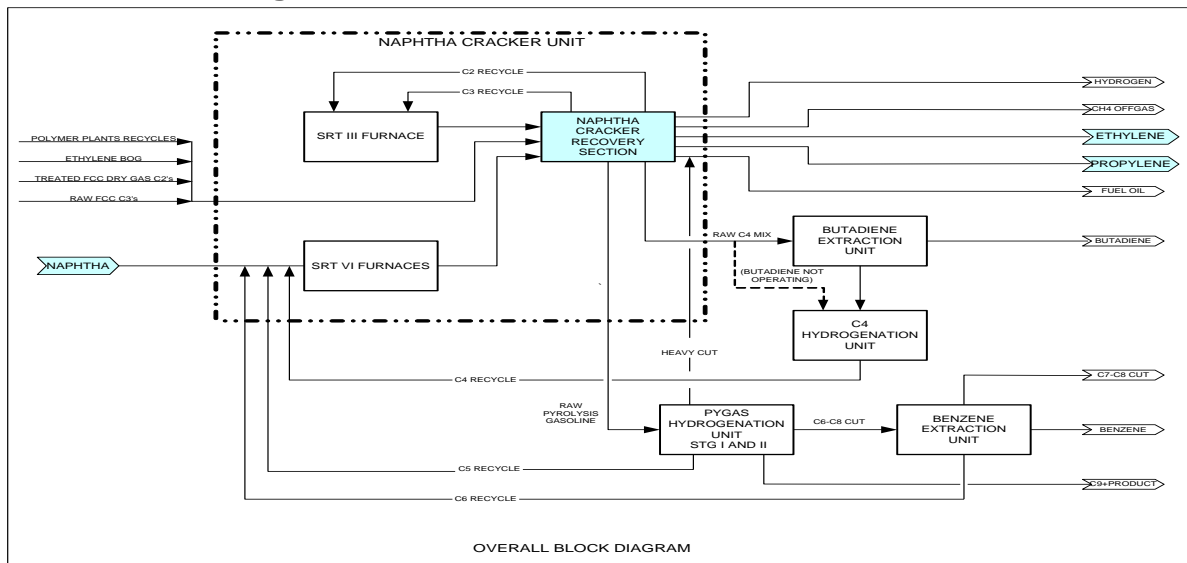 NAPHTHA CRACKER UNIT
C2 RECYCLE
C3 RECYCLE
SRT III FURNACE
NAPHTHA
CRACKER
RECOVERY
SECTION
HYDROGEN
CH4 OFFGAS
ETHYLENE
PROPYLENE
FUEL OIL
POLYMER PLANTS RECYCLES
ETHYLENE BOG
TREATED FCC DRY GAS C2's
RAW FCC C3's
NAPHTHA
SRT VI FURNACES
RAW C4 MIX
(BUTADIENE NOT
OPERATING)
BUTADIENE
EXTRACTION
UNIT
BUTADIENE
C4
HYDROGENATION
UNIT
HEAVY CUT
C4 RECYCLE
RAW
PYROLYSIS
GASOLINE
PYGAS
HYDROGENATION
UNIT
STG I AND II
C6-C8 CUT
BENZENE
EXTRACTION
UNIT
C7-C8 CUT
BENZENE
C5 RECYCLE
C9+PRODUCT
C6 RECYCLE
OVERALL BLOCK DIAGRAM